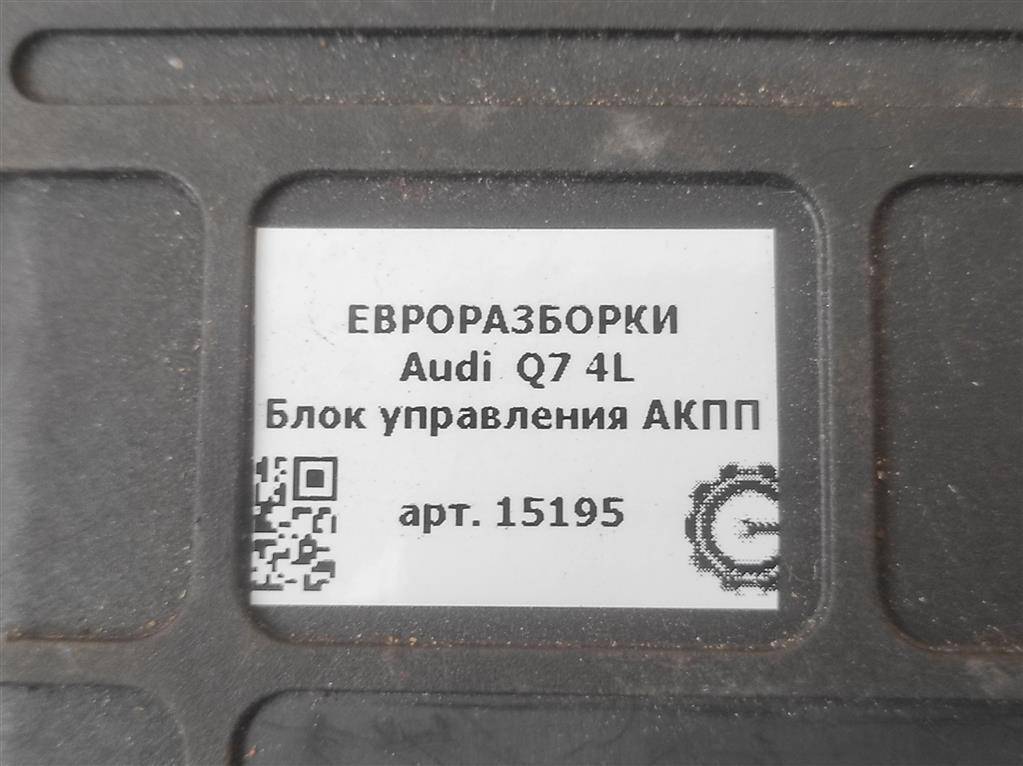 ЕВРОРАЗБОРКИ
Audi Q7 4L
Блок управления АКПП
арт. 15195